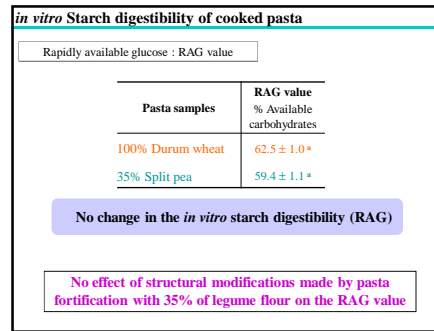 in vitro Starch digestibility of cooked pasta
Rapidly available glucose : RAG value
Pasta samples
RAG value
% Available
carbohydrates
100% Durum wheat 62.5 ± 1.0 ª
35% Split pea 59.4 ± 1.1 ª
No change in the in vitro starch digestibility (RAG)
No effect of structural modifications made by pasta
fortification with 35% of legume flour on the RAG value